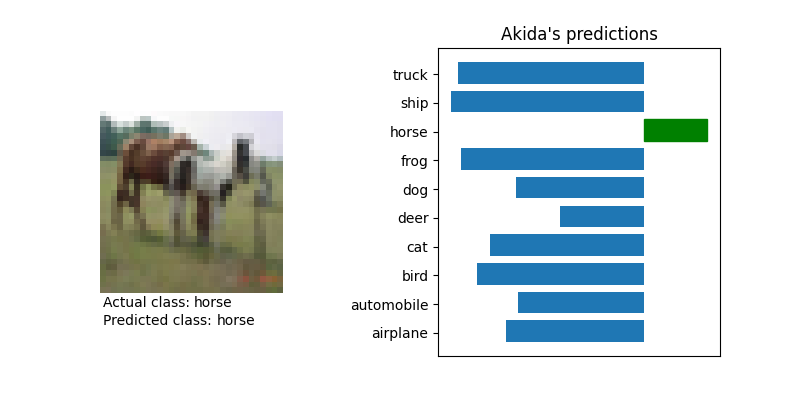 Akida's predictions
truck
ship
horse
frog
dog
deer
cat
bird
automobile
airplane
Actual class: horse
Predicted class: horse